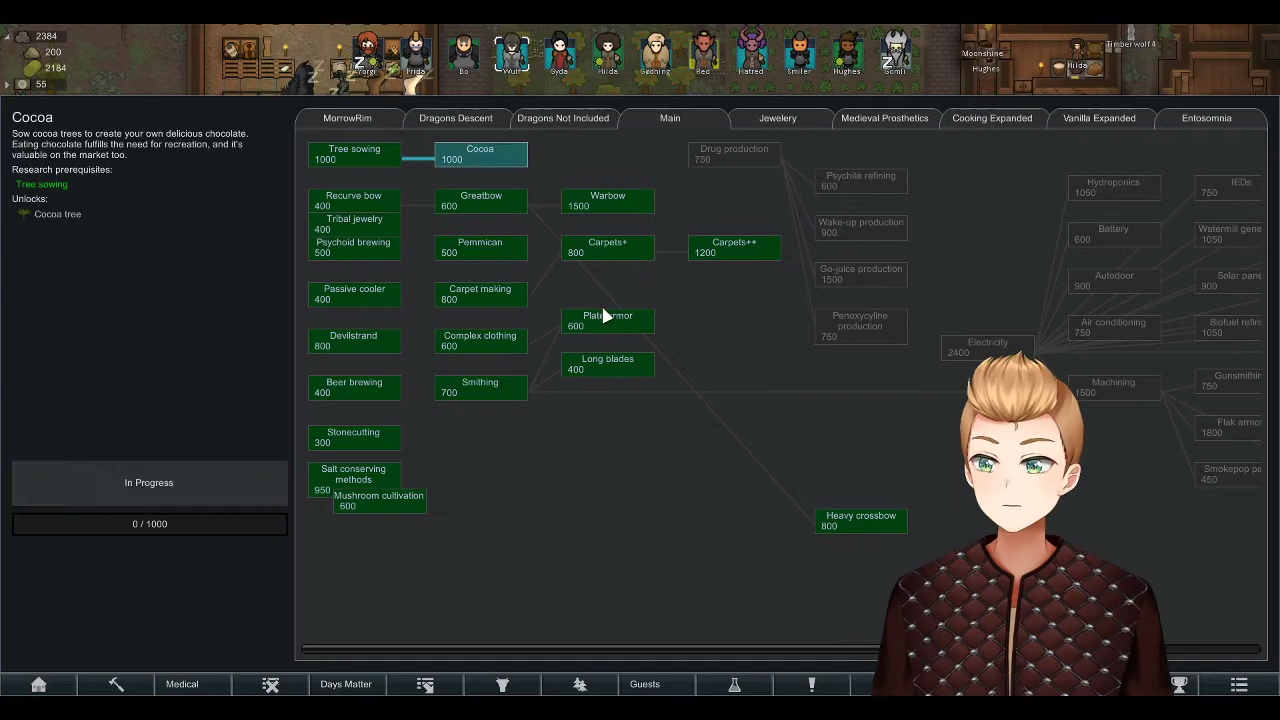 2384
200
2184
55
Yorgi
Frida
Bo
Wulf
Gyda
Hilda
Gedning
Red
Hatred
Smiler
Hughes
Gomli
Moonshine
Hughes
Hilda
Timber wolf 4
Cocoa
Sow cocoa trees to create your own delicious chocolate.
Eating chocolate fulfills the need for recreation, and it's
valuable on the market too.
Research prerequisites:
Tree sowing
Unlocks:
Cocoa tree
In Progress
0 / 1000
MorrowRim
Dragons Descent
Dragons Not Included
Main
Jewelery
Medieval Prosthetics
Cooking Expanded
Vanilla Expanded
Entosomnia
Tree sowing
1000
Cocoa
1000
Drug production
750
Recurve bow
400
Tribal jewelry
400
Psychoid brewing
500
Greatbow
600
Warbow
1500
Psychite refining
600
Hydroponics
1050
IEDs
750
Pemmican
500
Carpets+
800
Carpets++
1200
Wake-up production
900
Battery
600
Watermill gene
1050
Passive cooler
400
Carpet making
800
Go-juice production
1500
Autodoor
900
Solar pane
900
Devilstrand
800
Complex clothing
600
Plate armor
600
Penoxycyline
production
750
Electricity
2400
Air conditioning
750
Biofuel refini
1050
Beer brewing
400
Smithing
700
Long blades
400
Machining
1500
Gunsmithin
750
Stonecutting
300
Flak armo
1800
Salt conserving
methods
950
Mushroom cultivation
600
Smokepop pa
450
Heavy crossbow
800
Medical
Days Matter
Guests